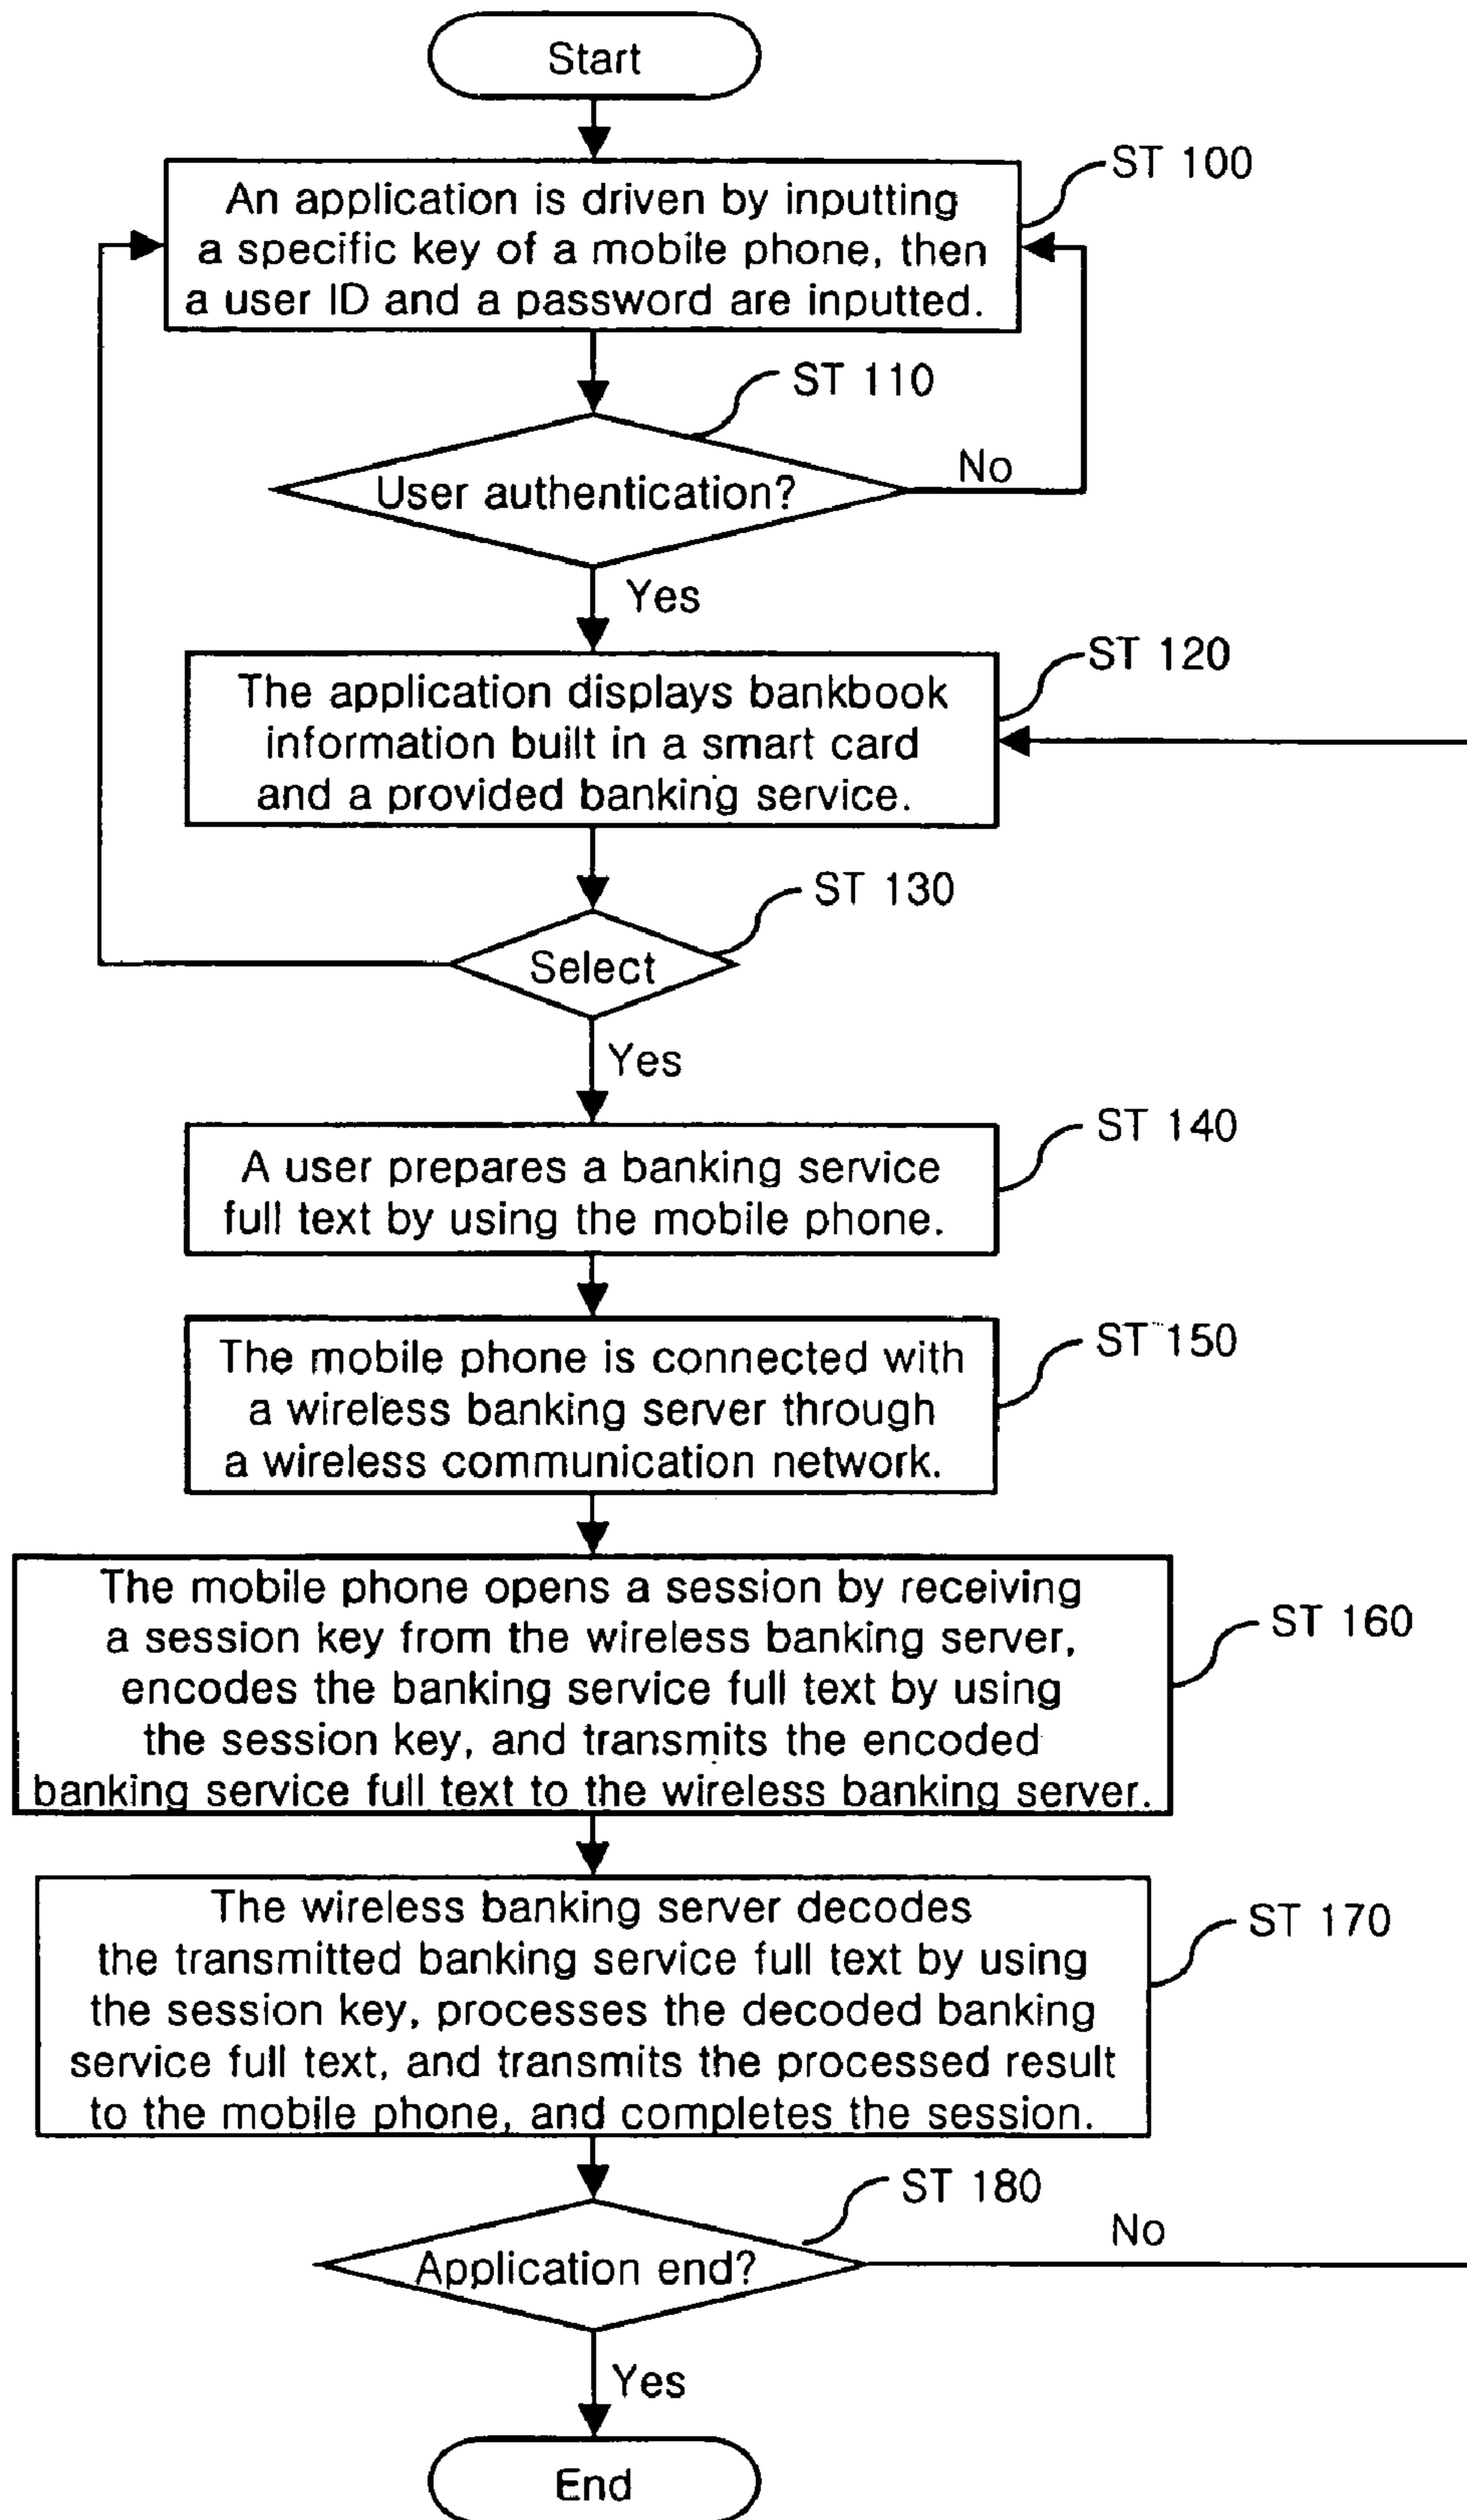 Start
ST 100
An application is driven by inputting
a specific key of a mobile phone, then
a user ID and a password are inputted.
ST 110
User authentication?
No
Yes
ST 120
The application displays bankbook
information built in a smart card
and a provided banking service.
ST 130
Select
Yes
ST 140
A user prepares a banking service
full text by using the mobile phone.
ST 150
The mobile phone is connected with
a wireless banking server through
a wireless communication network.
The mobile phone opens a session by receiving
a session key from the wireless banking server,
encodes the banking service full text by using
the session key, and transmits the encoded
banking service full text to the wireless banking server.
ST 160
The wireless banking server decodes
the transmitted banking service full text by using
the session key, processes the decoded banking
service full text, and transmits the processed result
to the mobile phone, and completes the session.
ST 170
ST 180
Application end?
No
Yes
End